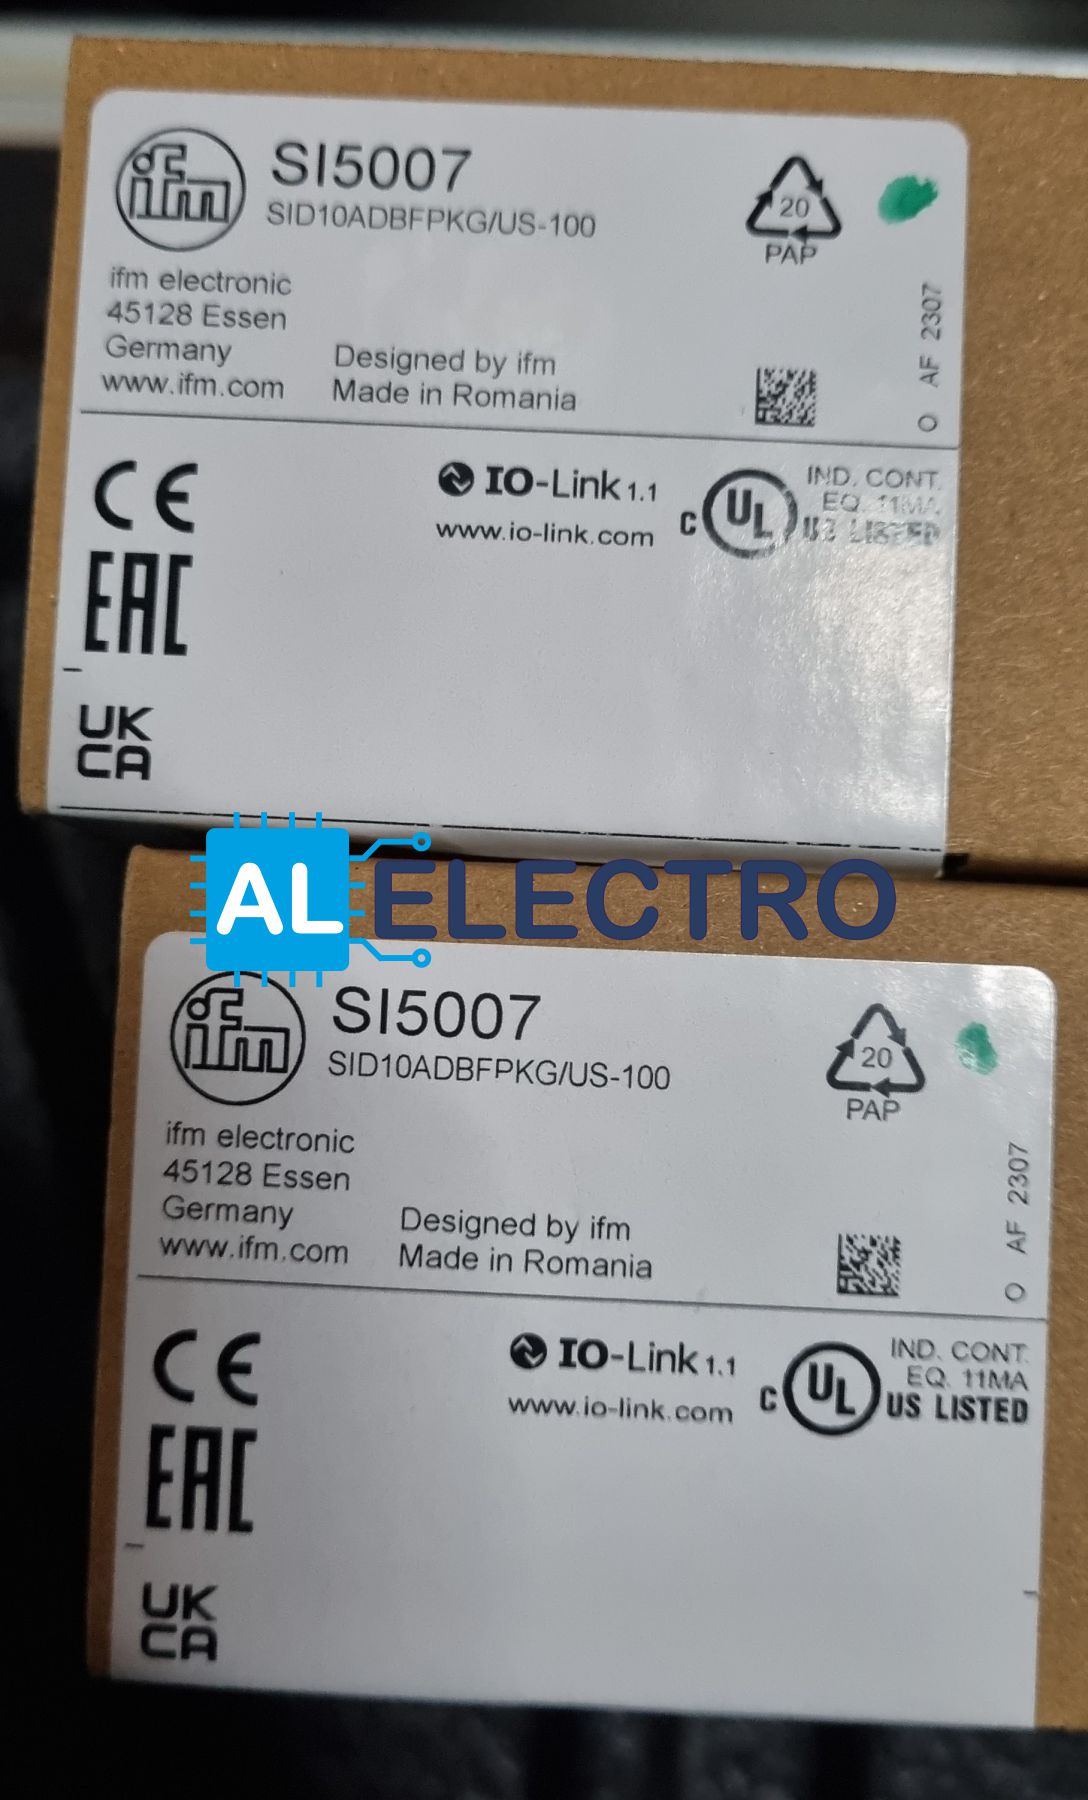 ifm
SI5007
SID10ADBFPKG/US-100
20
PAP
ifm electronic
45128 Essen
Germany
www.ifm.com
Designed by ifm
Made in Romania
O AF 2307
CE
EAC
UK
CA
IO-Link 1.1
www.io-link.com
C UL US LISTED
IND. CONT.
EQ. 11MA
AL ELECTRO
ifm
SI5007
SID10ADBFPKG/US-100
20
PAP
ifm electronic
45128 Essen
Germany
www.ifm.com
Designed by ifm
Made in Romania
O AF 2307
CE
EAC
UK
CA
IO-Link 1.1
www.io-link.com
C UL US LISTED
IND. CONT.
EQ. 11MA